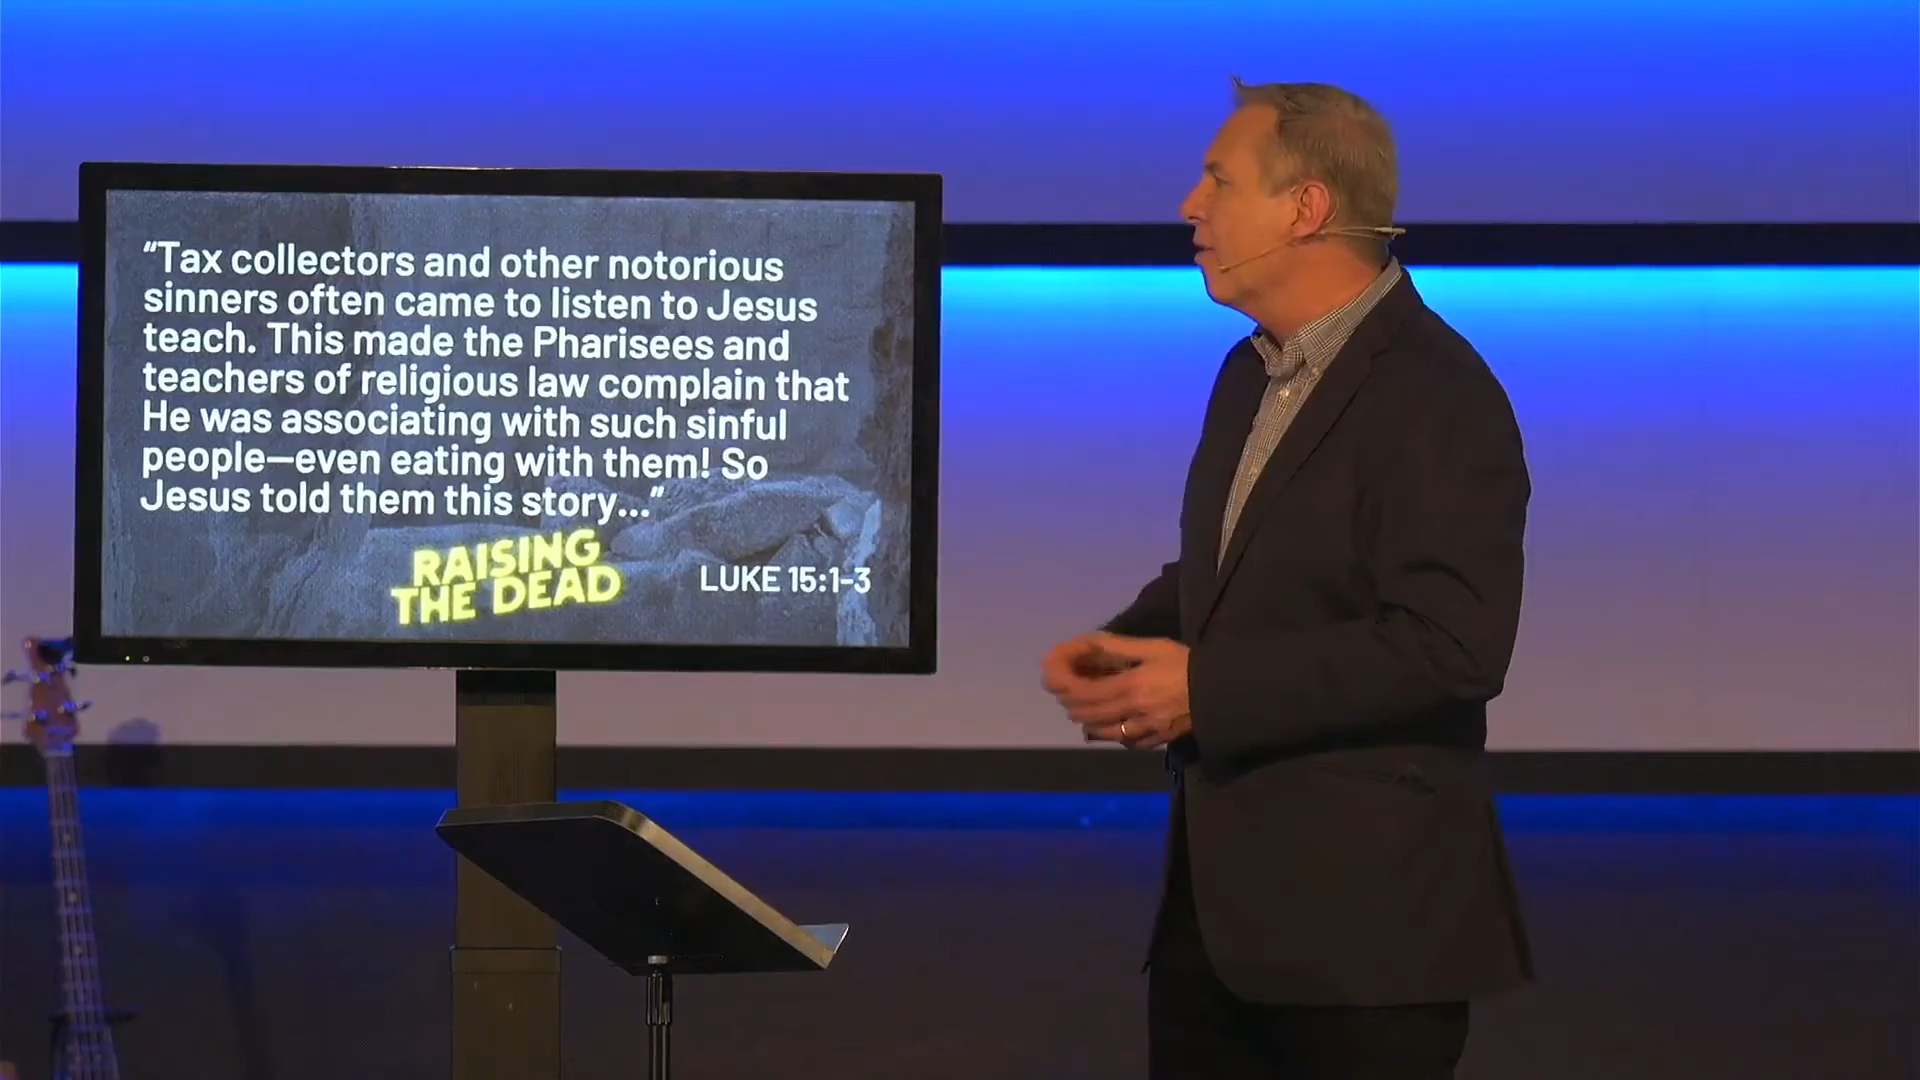 “Tax collectors and other notorious
sinners often came to listen to Jesus
teach. This made the Pharisees and
teachers of religious law complain that
He was associating with such sinful
people—even eating with them! So
Jesus told them this story...”
RAISING
THE DEAD
LUKE 15:1-3